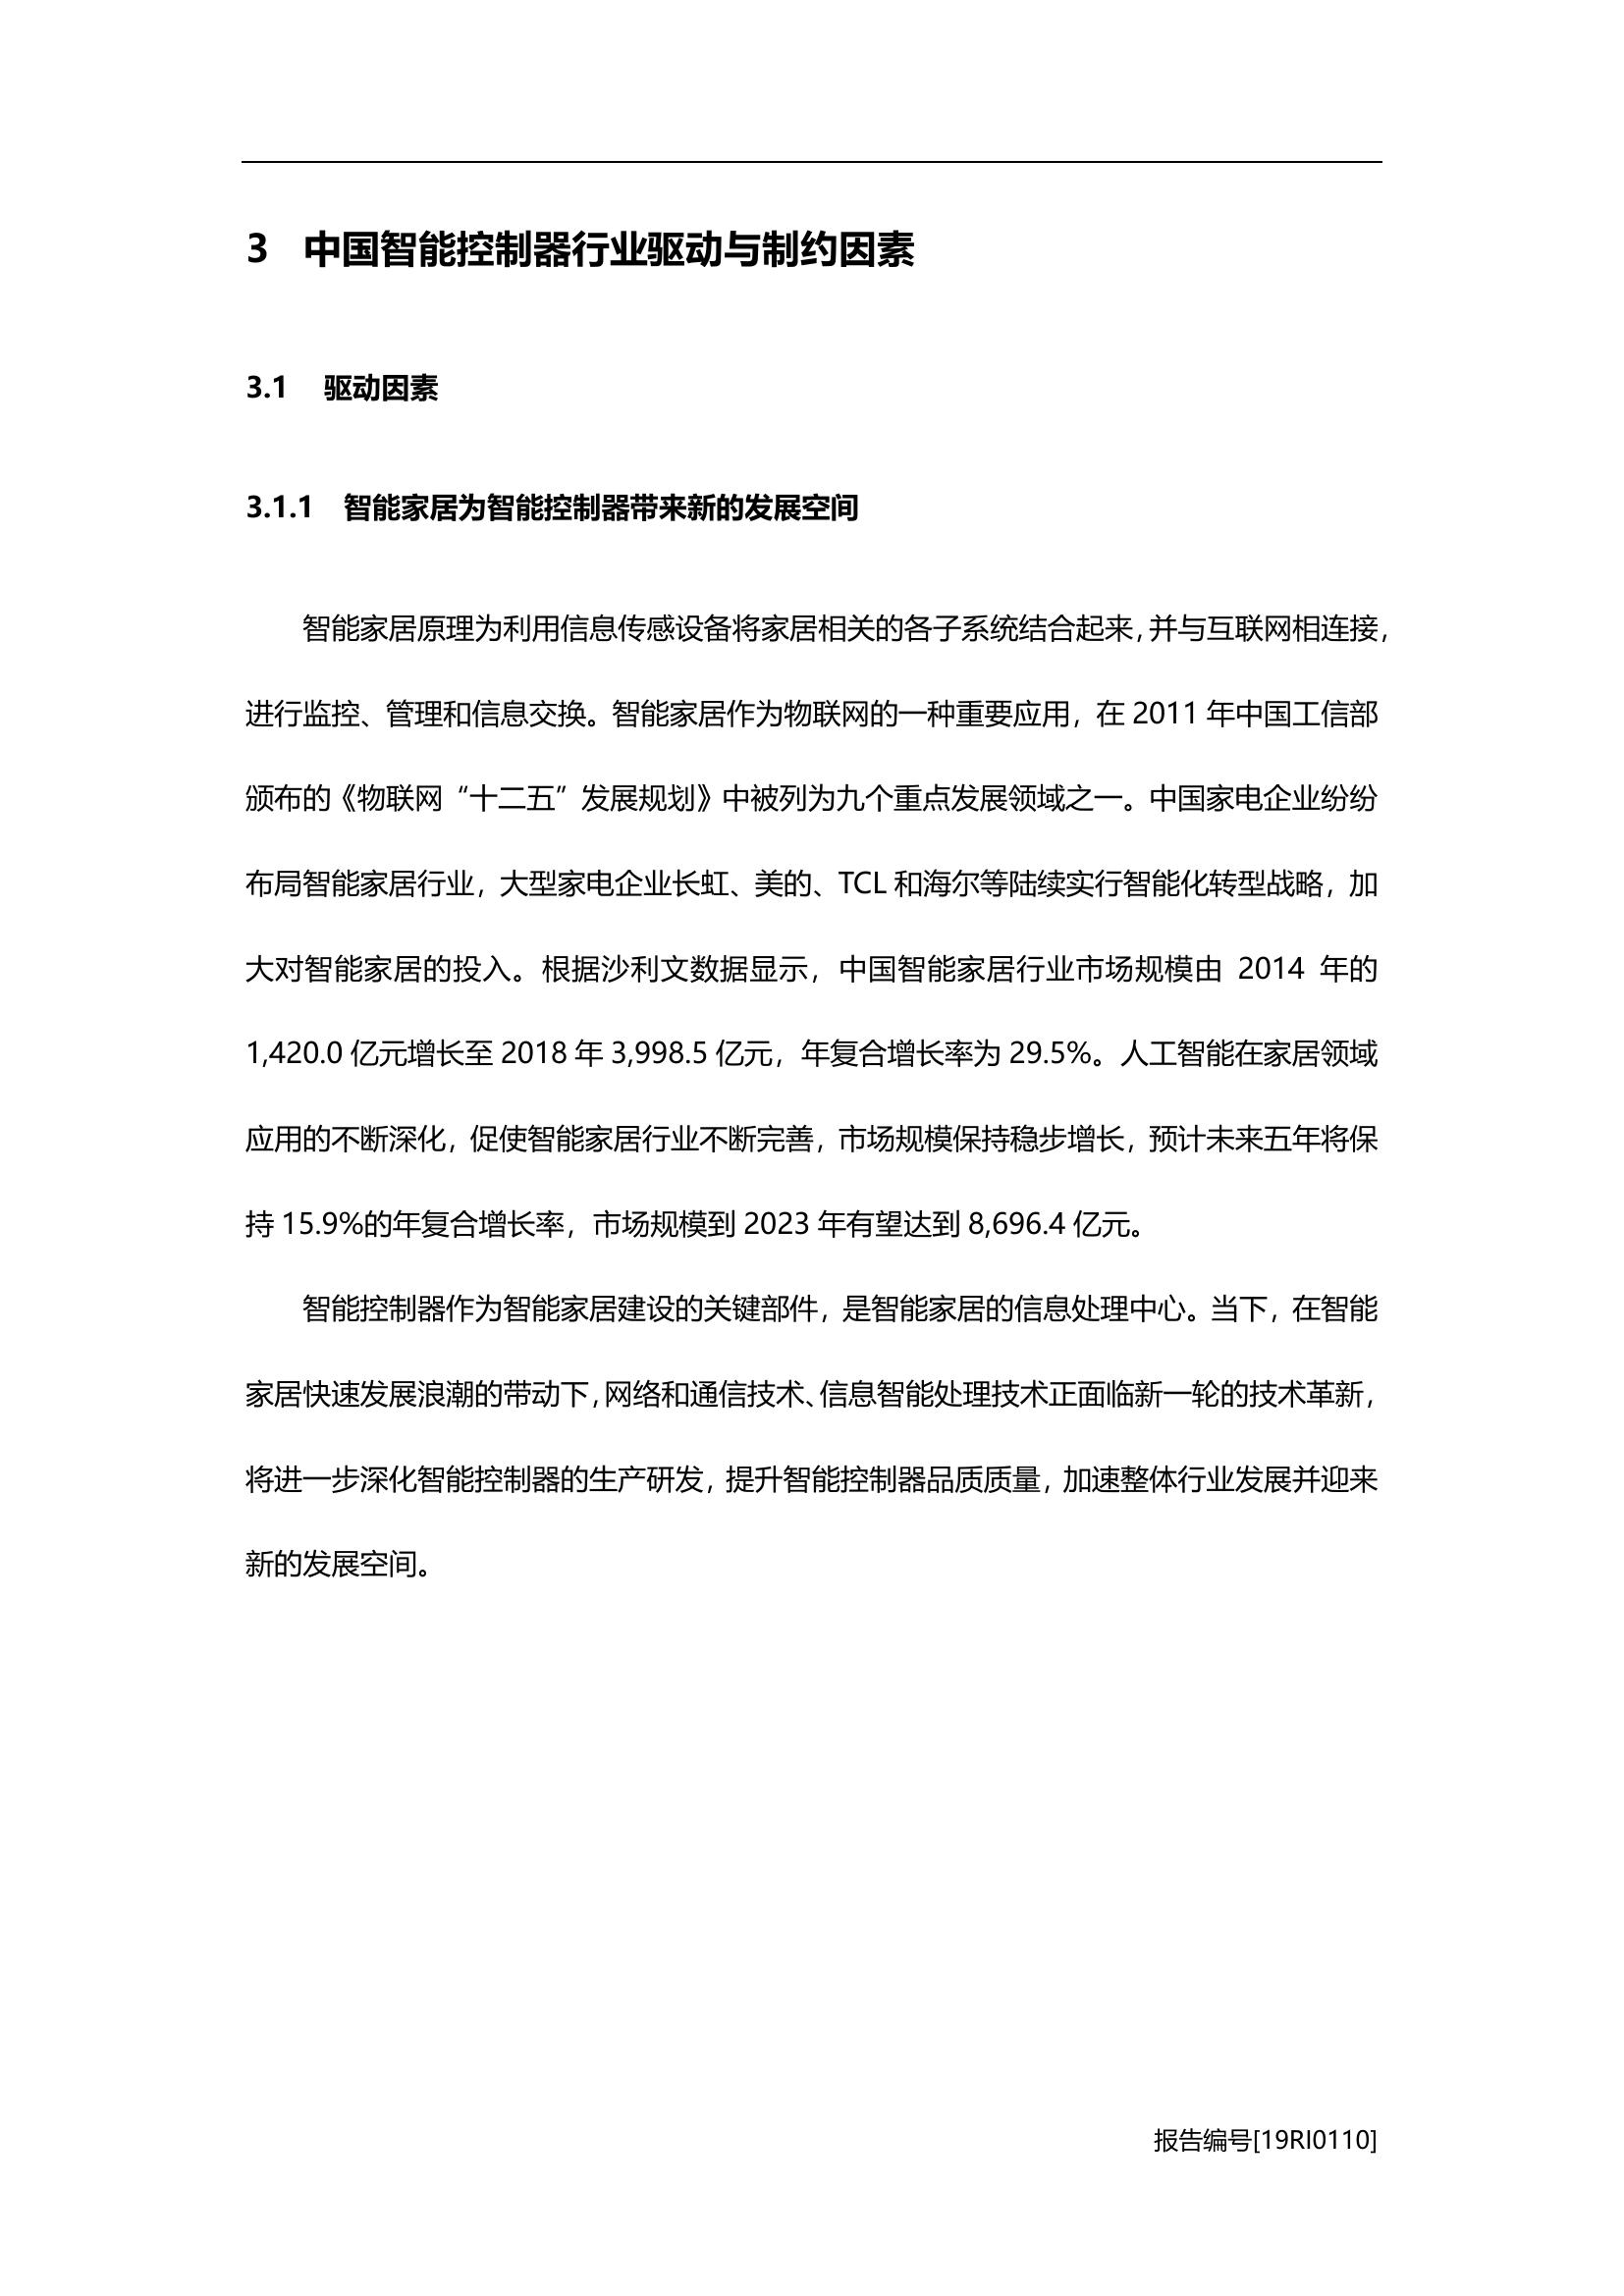 3 中国智能控制器行业驱动与制约因素
3.1 驱动因素
3.1.1 智能家居为智能控制器带来新的发展空间
智能家居原理为利用信息传感设备将家居相关的各子系统结合起来，并与互联网相连接，
进行监控、管理和信息交换。智能家居作为物联网的一种重要应用，在 2011 年中国工信部
颁布的《物联网“十二五”发展规划》中被列为九个重点发展领域之一。中国家电企业纷纷
布局智能家居行业，大型家电企业长虹、美的、TCL 和海尔等陆续实行智能化转型战略，加
大对智能家居的投入。根据沙利文数据显示，中国智能家居行业市场规模由 2014 年的
1,420.0 亿元增长至 2018 年 3,998.5 亿元，年复合增长率为 29.5%。人工智能在家居领域
应用的不断深化，促使智能家居行业不断完善，市场规模保持稳步增长，预计未来五年将保
持 15.9%的年复合增长率，市场规模到 2023 年有望达到 8,696.4 亿元。
智能控制器作为智能家居建设的关键部件，是智能家居的信息处理中心。当下，在智能
家居快速发展浪潮的带动下，网络和通信技术、信息智能处理技术正面临新一轮的技术革新，
将进一步深化智能控制器的生产研发，提升智能控制器品质质量，加速整体行业发展并迎来
新的发展空间。
报告编号[19RI0110]